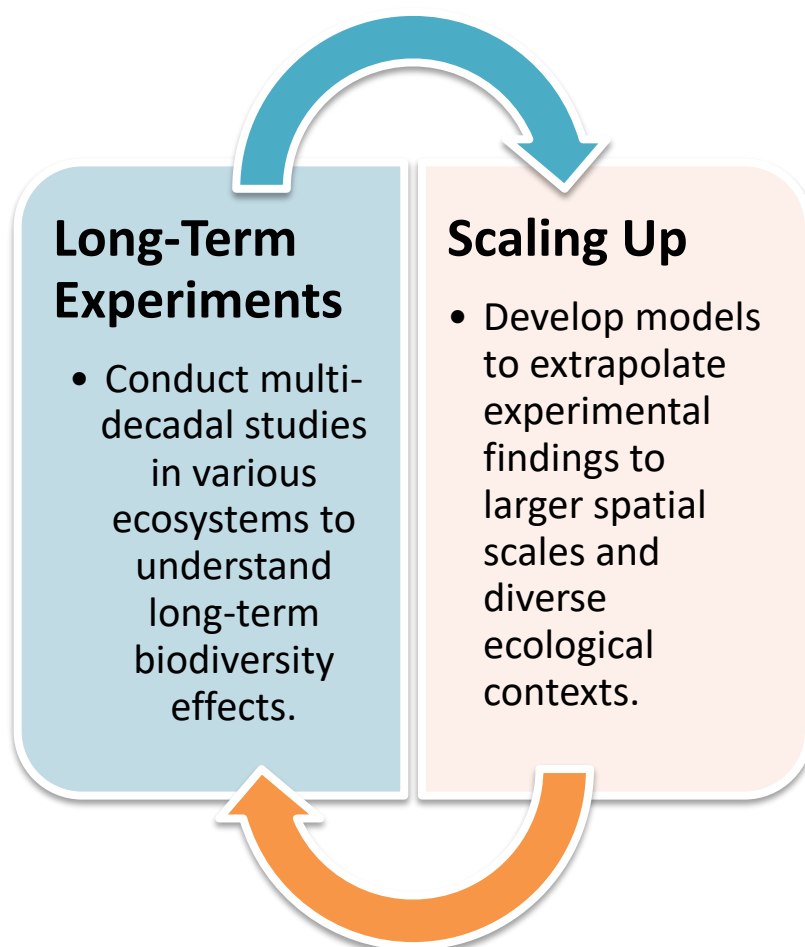 Long-Term
Experiments
• Conduct multi-
decadal studies
in various
ecosystems to
understand
long-term
biodiversity
effects.
Scaling Up
• Develop models
to extrapolate
experimental
findings to
larger spatial
scales and
diverse
ecological
contexts.